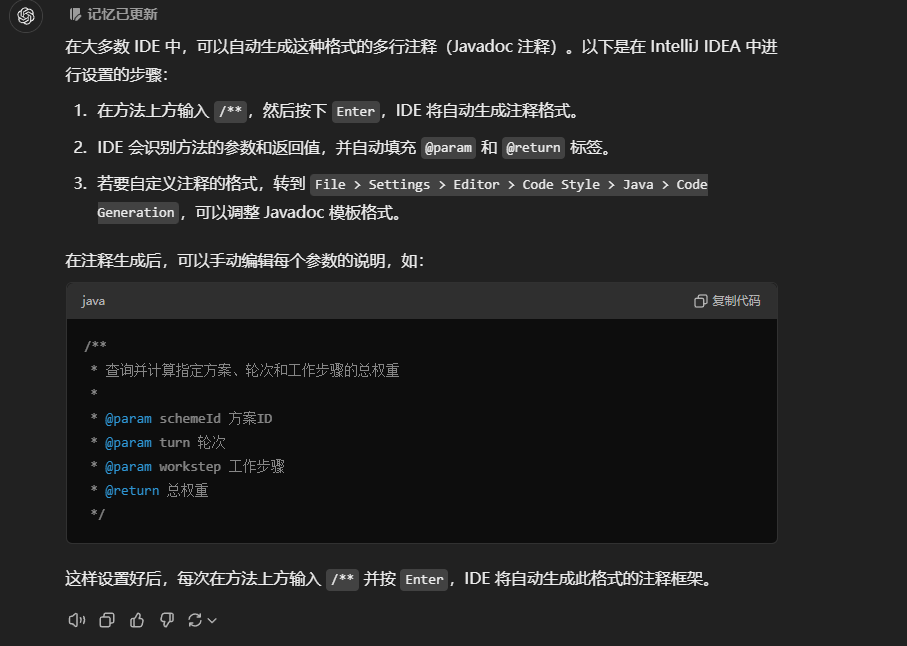 记忆已更新
在大多数 IDE 中，可以自动生成这种格式的多行注释（Javadoc 注释）。以下是在 IntelliJ IDEA 中进
行设置的步骤：
1. 在方法上方输入 /**，然后按下 Enter，IDE 将自动生成注释格式。
2. IDE 会识别方法的参数和返回值，并自动填充 @param 和 @return 标签。
3. 若要自定义注释的格式，转到 File > Settings > Editor > Code Style > Java > Code
Generation，可以调整 Javadoc 模板格式。
在注释生成后，可以手动编辑每个参数的说明，如：
java 复制代码
/**
* 查询并计算指定方案、轮次和工作步骤的总权重
*
* @param schemeId 方案ID
* @param turn 轮次
* @param workstep 工作步骤
* @return 总权重
*/
这样设置好后，每次在方法上方输入 /** 并按 Enter，IDE 将自动生成此格式的注释框架。